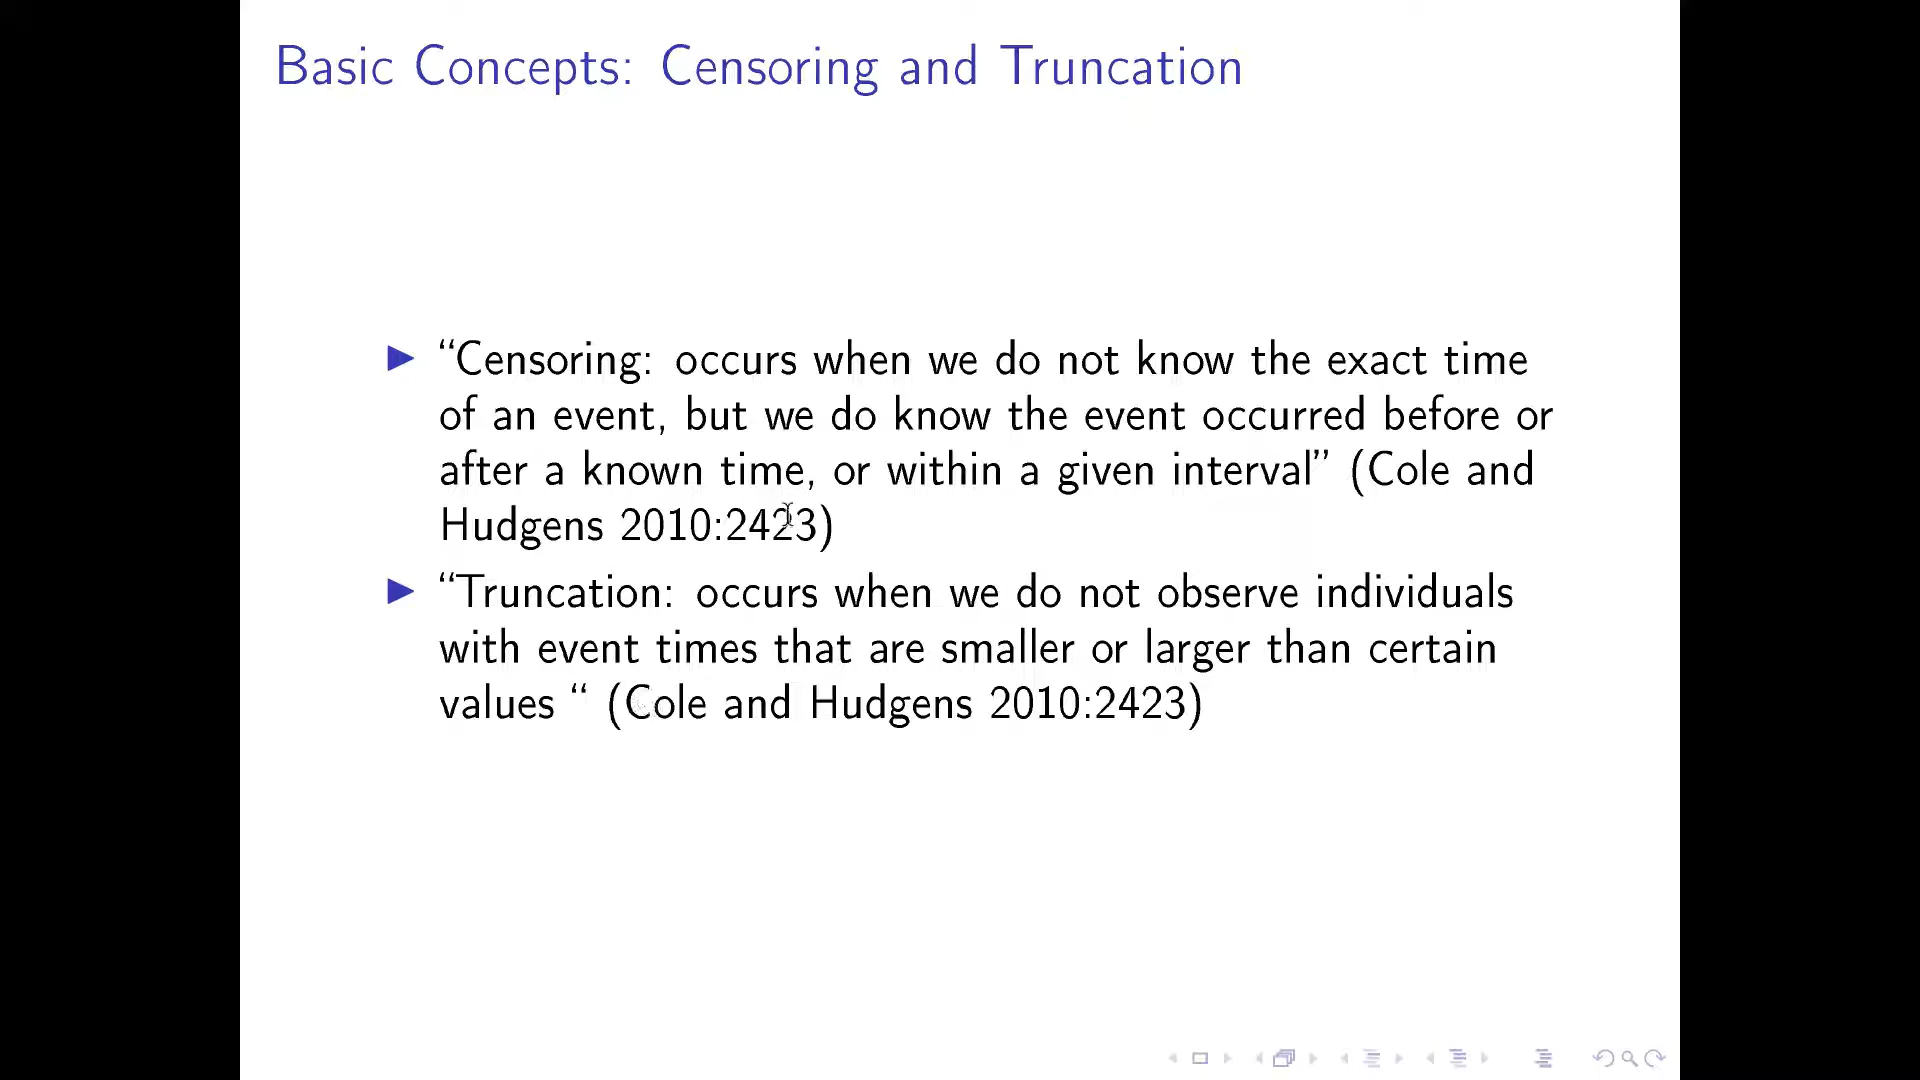 Basic Concepts: Censoring and Truncation
“Censoring: occurs when we do not know the exact time
of an event, but we do know the event occurred before or
after a known time, or within a given interval” (Cole and
Hudgens 2010:2423)
“Truncation: occurs when we do not observe individuals
with event times that are smaller or larger than certain
values “ (Cole and Hudgens 2010:2423)